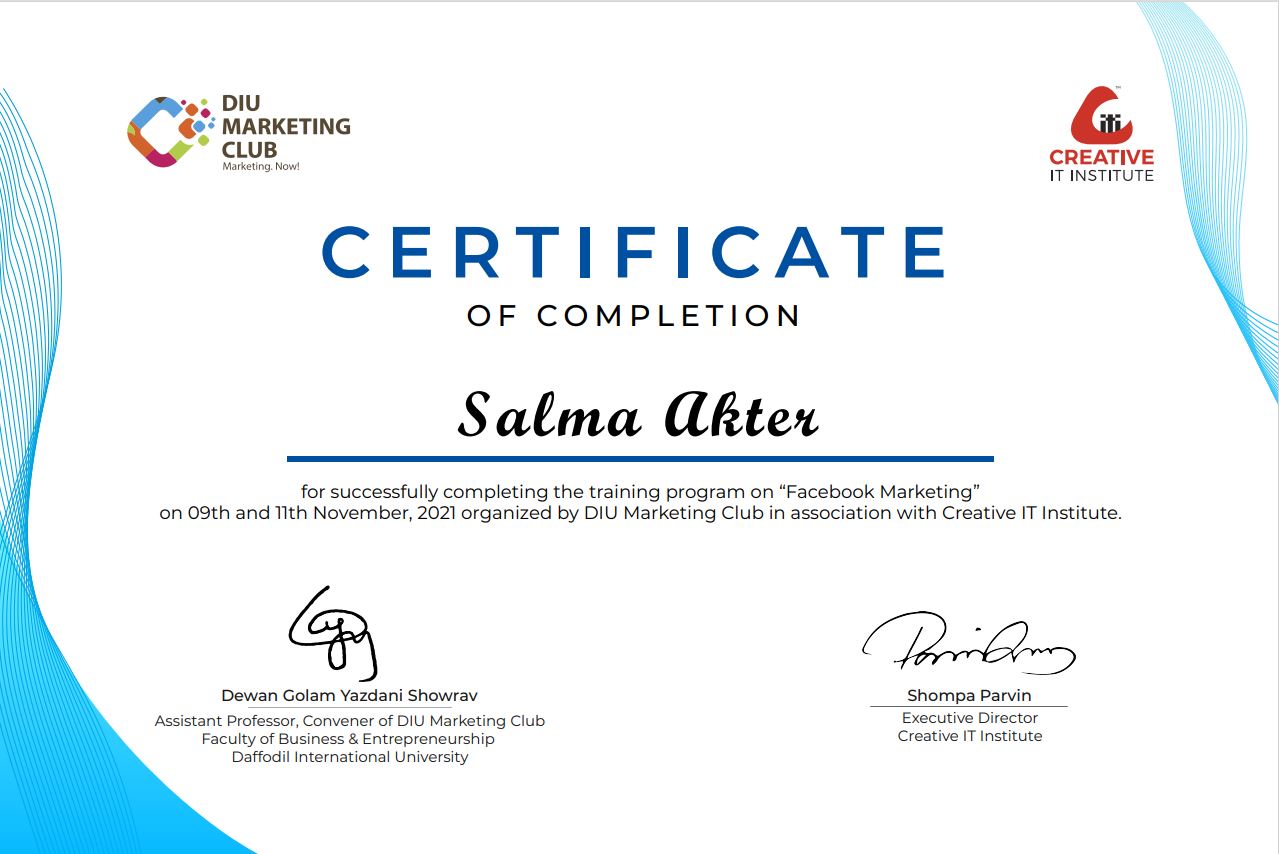 DIU
MARKETING
CLUB
Marketing. Now!
iti
™
CREATIVE
IT INSTITUTE
CERTIFICATE
OF COMPLETION
Salma Akter
for successfully completing the training program on “Facebook Marketing”
on 09th and 11th November, 2021 organized by DIU Marketing Club in association with Creative IT Institute.
Dewan Golam Yazdani Showrav
Assistant Professor, Convener of DIU Marketing Club
Faculty of Business & Entrepreneurship
Daffodil International University
Shompa Parvin
Executive Director
Creative IT Institute